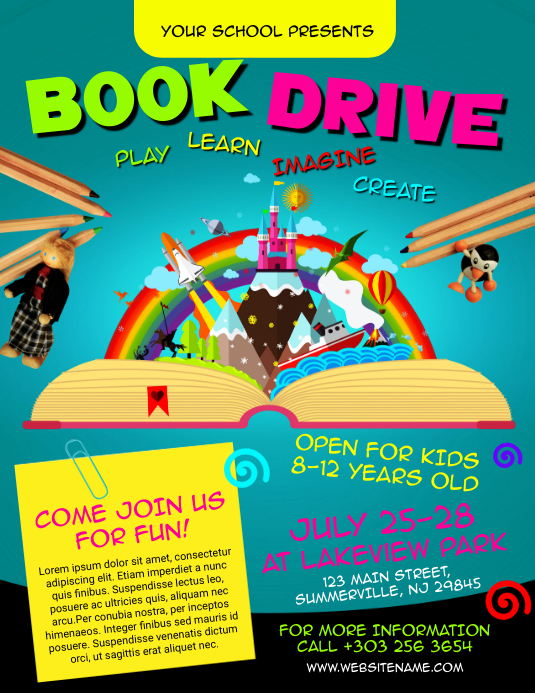 YOUR SCHOOL PRESENTS
BOOK DRIVE
PLAY LEARN IMAGINE CREATE
OPEN FOR KIDS
8-12 YEARS OLD
COME JOIN US
FOR FUN!
Lorem ipsum dolor sit amet, consectetur
adipiscing elit. Etiam imperdiet a nunc
quis finibus. Suspendisse lectus leo,
posuere ac ultricies quis, aliquam nec
arcu.Per conubia nostra, per inceptos
himenaeos. Integer finibus sed mauris id
posuere. Suspendisse venenatis dictum
orci, ut sagittis erat aliquet nec.
JULY 25-28
AT LAKEVIEW PARK
123 MAIN STREET,
SUMMERVILLE, NJ 29845
FOR MORE INFORMATION
CALL +303 256 3654
WWW.WEBSITENAME.COM